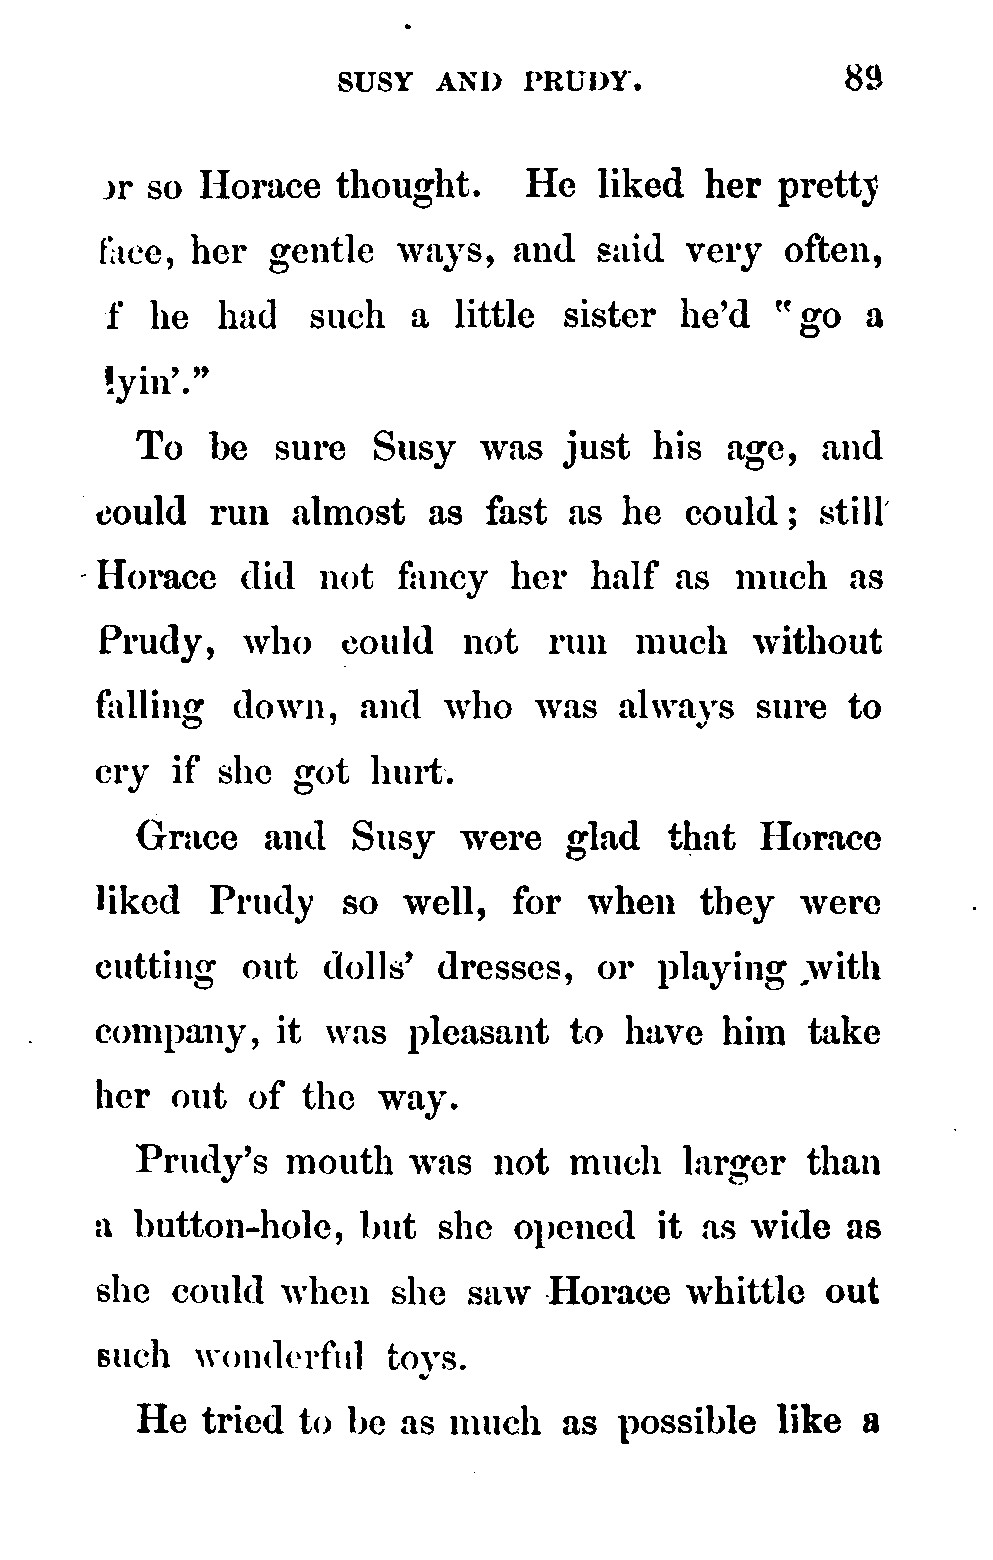 SUSY AND PRUDY. 89
or so Horace thought. He liked her pretty
face, her gentle ways, and said very often,
f he had such a little sister he'd "go a
lyin'."
To be sure Susy was just his age, and
could run almost as fast as he could; still
Horace did not fancy her half as much as
Prudy, who could not run much without
falling down, and who was always sure to
cry if she got hurt.
Grace and Susy were glad that Horace
liked Prudy so well, for when they were
cutting out dolls' dresses, or playing with
company, it was pleasant to have him take
her out of the way.
Prudy's mouth was not much larger than
a button-hole, but she opened it as wide as
she could when she saw Horace whittle out
such wonderful toys.
He tried to be as much as possible like a